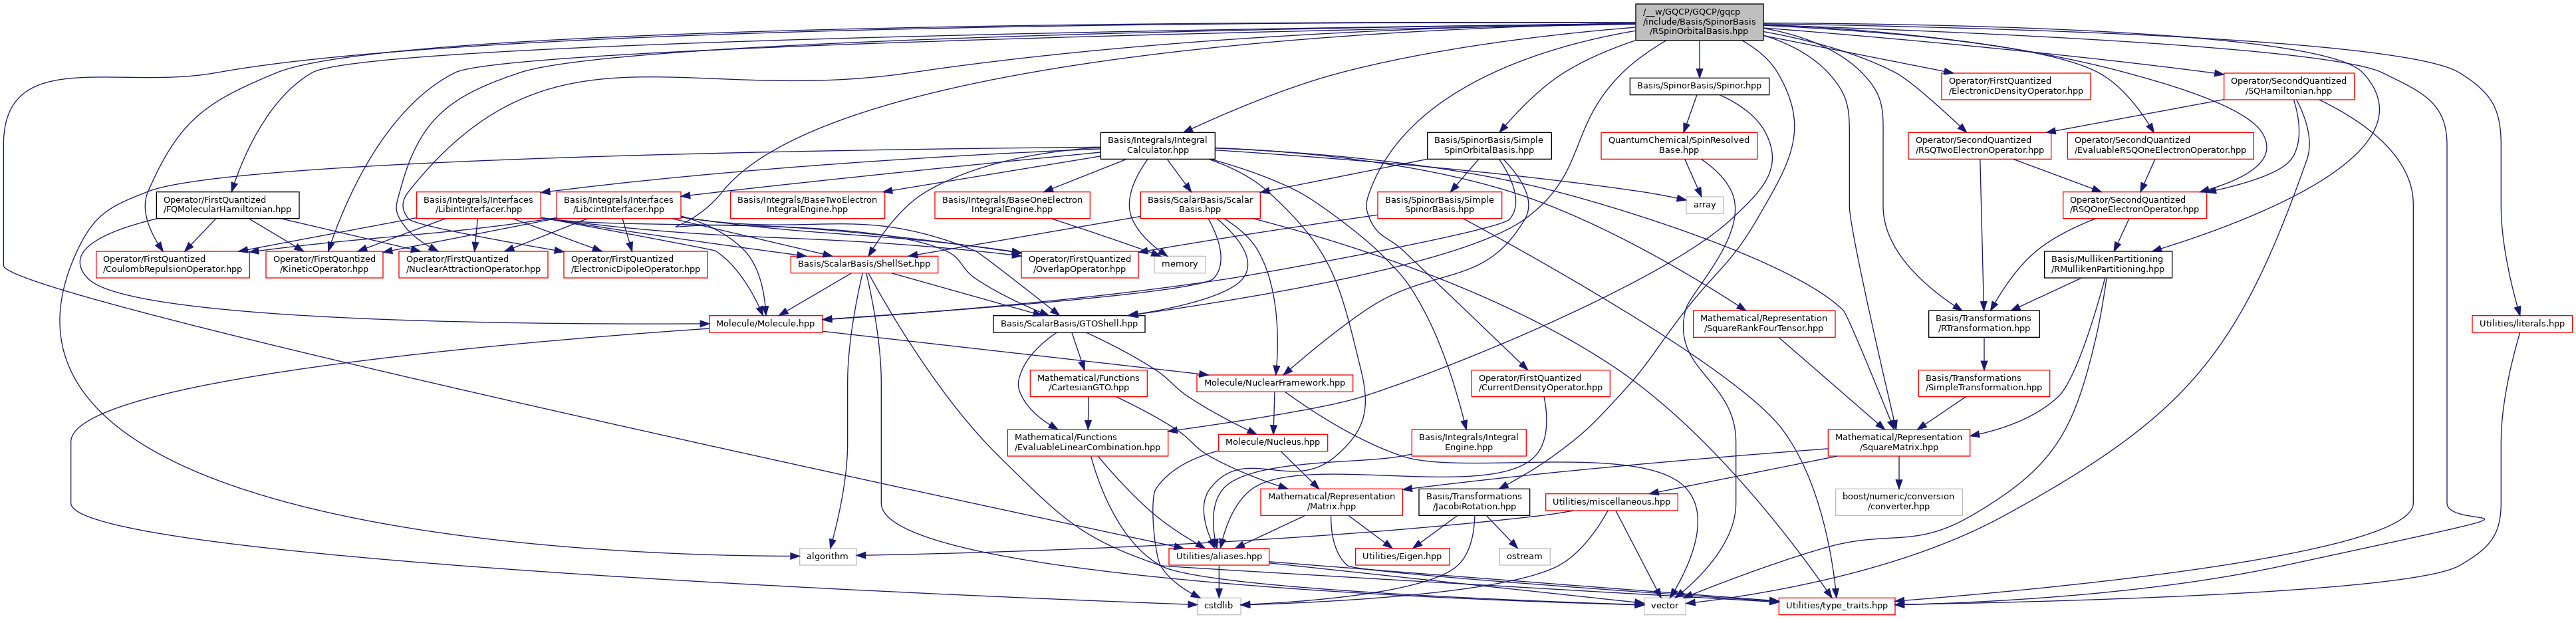 /__w/GQCP/GQCP/gqcp
/include/Basis/SpinorBasis
/RSpinOrbitalBasis.hpp
Basis/SpinorBasis/Spinor.hpp
Operator/FirstQuantized
/ElectronicDensityOperator.hpp
Operator/SecondQuantized
/SQHamiltonian.hpp
Basis/Integrals/Integral
Calculator.hpp
Basis/SpinorBasis/Simple
SpinOrbitalBasis.hpp
QuantumChemical/SpinResolved
Base.hpp
Operator/SecondQuantized
/RSQTwoElectronOperator.hpp
Operator/SecondQuantized
/EvaluableRSQOneElectronOperator.hpp
Operator/FirstQuantized
/FQMolecularHamiltonian.hpp
Basis/Integrals/Interfaces
/LibintInterfacer.hpp
Basis/Integrals/Interfaces
/LibcintInterfacer.hpp
Basis/Integrals/BaseTwoElectron
IntegralEngine.hpp
Basis/Integrals/BaseOneElectron
IntegralEngine.hpp
Basis/ScalarBasis/Scalar
Basis.hpp
Basis/SpinorBasis/Simple
SpinorBasis.hpp
array
Operator/SecondQuantized
/RSQOneElectronOperator.hpp
Operator/FirstQuantized
/CoulombRepulsionOperator.hpp
Operator/FirstQuantized
/KineticOperator.hpp
Operator/FirstQuantized
/NuclearAttractionOperator.hpp
Operator/FirstQuantized
/ElectronicDipoleOperator.hpp
Basis/ScalarBasis/ShellSet.hpp
Operator/FirstQuantized
/OverlapOperator.hpp
memory
Basis/MullikenPartitioning
/RMullikenPartitioning.hpp
Molecule/Molecule.hpp
Basis/ScalarBasis/GTOShell.hpp
Mathematical/Representation
/SquareRankFourTensor.hpp
Basis/Transformations
/RTransformation.hpp
Utilities/literals.hpp
Mathematical/Functions
/CartesianGTO.hpp
Molecule/NuclearFramework.hpp
Operator/FirstQuantized
/CurrentDensityOperator.hpp
Basis/Transformations
/SimpleTransformation.hpp
Mathematical/Functions
/EvaluableLinearCombination.hpp
Molecule/Nucleus.hpp
Basis/Integrals/Integral
Engine.hpp
Mathematical/Representation
/SquareMatrix.hpp
Mathematical/Representation
/Matrix.hpp
Basis/Transformations
/JacobiRotation.hpp
Utilities/miscellaneous.hpp
boost/numeric/conversion
/converter.hpp
algorithm
Utilities/aliases.hpp
Utilities/Eigen.hpp
ostream
cstdlib
vector
Utilities/type_traits.hpp